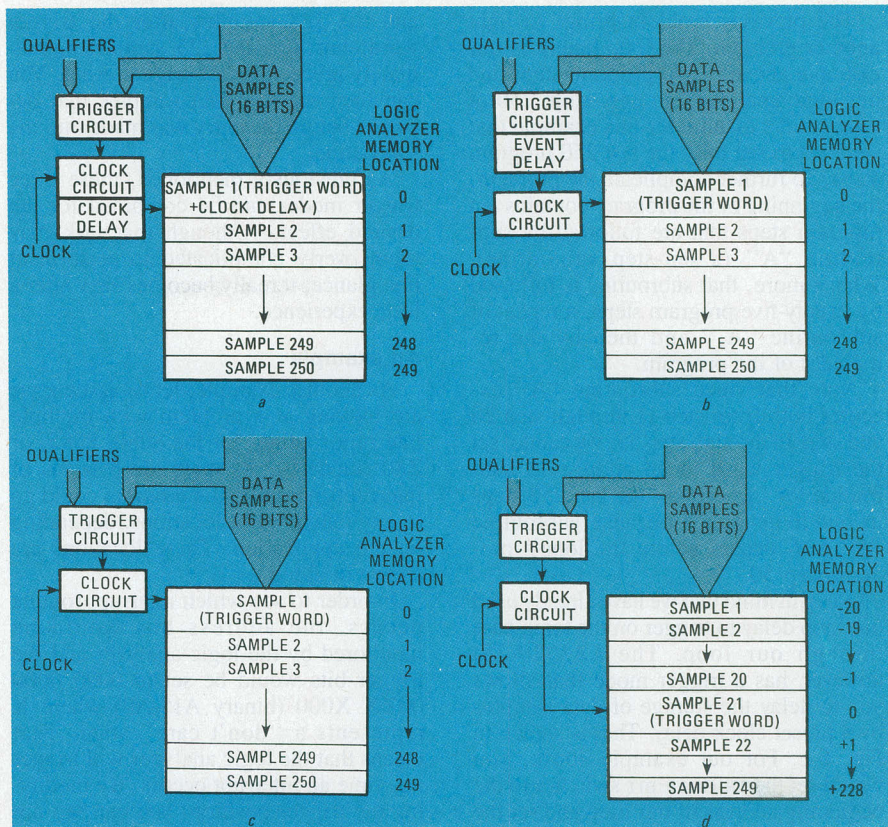 QUALIFIERS
DATA
SAMPLES
(16 BITS)
TRIGGER
CIRCUIT
LOGIC
ANALYZER
MEMORY
LOCATION
CLOCK
CIRCUIT
CLOCK
DELAY
CLOCK
SAMPLE 1(TRIGGER WORD
+CLOCK DELAY)
0
SAMPLE 2
1
SAMPLE 3
2
SAMPLE 249
248
SAMPLE 250
249
a
QUALIFIERS
DATA
SAMPLES
(16 BITS)
TRIGGER
CIRCUIT
EVENT
DELAY
LOGIC
ANALYZER
MEMORY
LOCATION
CLOCK
CIRCUIT
CLOCK
SAMPLE 1
(TRIGGER WORD)
0
SAMPLE 2
1
SAMPLE 3
2
SAMPLE 249
248
SAMPLE 250
249
b
QUALIFIERS
DATA
SAMPLES
(16 BITS)
TRIGGER
CIRCUIT
LOGIC
ANALYZER
MEMORY
LOCATION
CLOCK
CIRCUIT
CLOCK
SAMPLE 1
(TRIGGER WORD)
0
SAMPLE 2
1
SAMPLE 3
2
SAMPLE 249
248
SAMPLE 250
249
c
QUALIFIERS
DATA
SAMPLES
(16 BITS)
TRIGGER
CIRCUIT
LOGIC
ANALYZER
MEMORY
LOCATION
CLOCK
CIRCUIT
CLOCK
SAMPLE 1
-20
SAMPLE 2
-19
SAMPLE 20
-1
SAMPLE 21
(TRIGGER WORD)
0
SAMPLE 22
+1
SAMPLE 249
+228
d